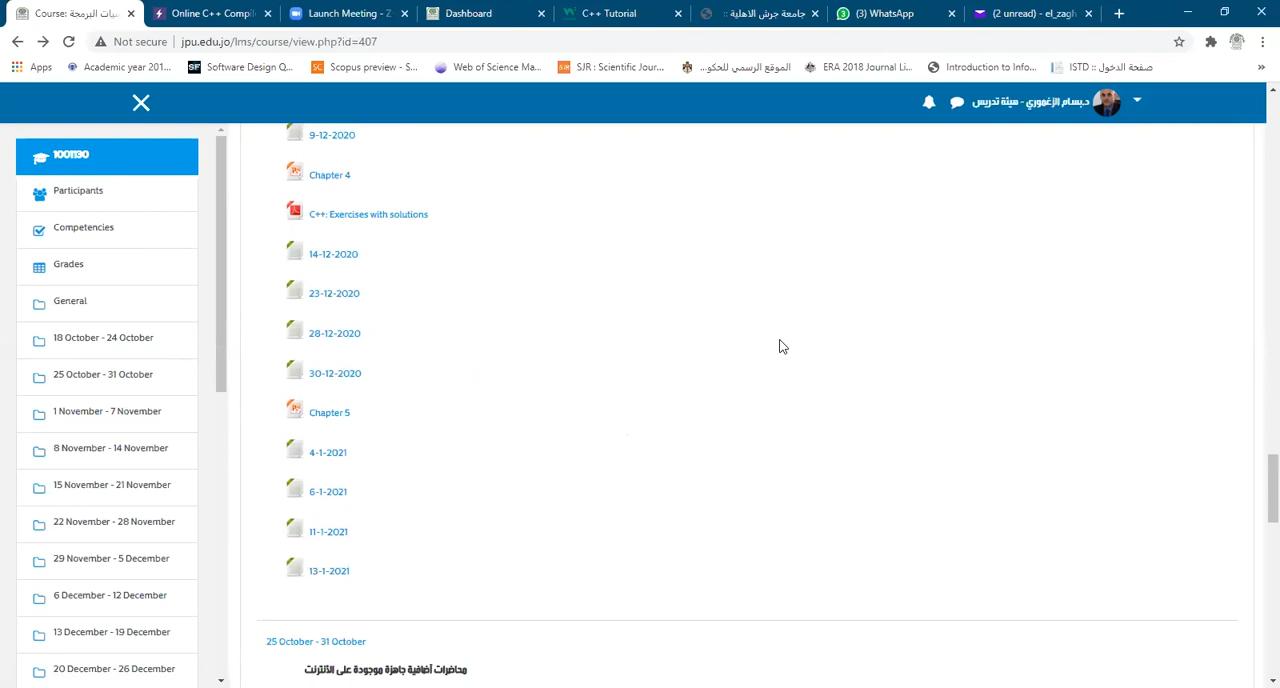 Course: سيات البرمجة
Online C++ Compil
Launch Meeting - Z
Dashboard
C++ Tutorial
جامعة جرش الاهلية ::
(3) WhatsApp
(2 unread) - el_zagh
Not secure | jpu.edu.jo/lms/course/view.php?id=407
Apps
Academic year 201...
Software Design Q...
Scopus preview - S...
Web of Science Ma...
SJR : Scientific Jour...
الموقع الرسمي للحكو...
ERA 2018 Journal Li...
Introduction to Info...
ISTD :: صفحة الدخول
د.بسام الزغموري - هيئة تدريس
1001130
Participants
Competencies
Grades
General
18 October - 24 October
25 October - 31 October
1 November - 7 November
8 November - 14 November
15 November - 21 November
22 November - 28 November
29 November - 5 December
6 December - 12 December
13 December - 19 December
20 December - 26 December
9-12-2020
Chapter 4
C++: Exercises with solutions
14-12-2020
23-12-2020
28-12-2020
30-12-2020
Chapter 5
4-1-2021
6-1-2021
11-1-2021
13-1-2021
25 October - 31 October
محاضرات أضافية جاهزة موجودة على الأنترنت